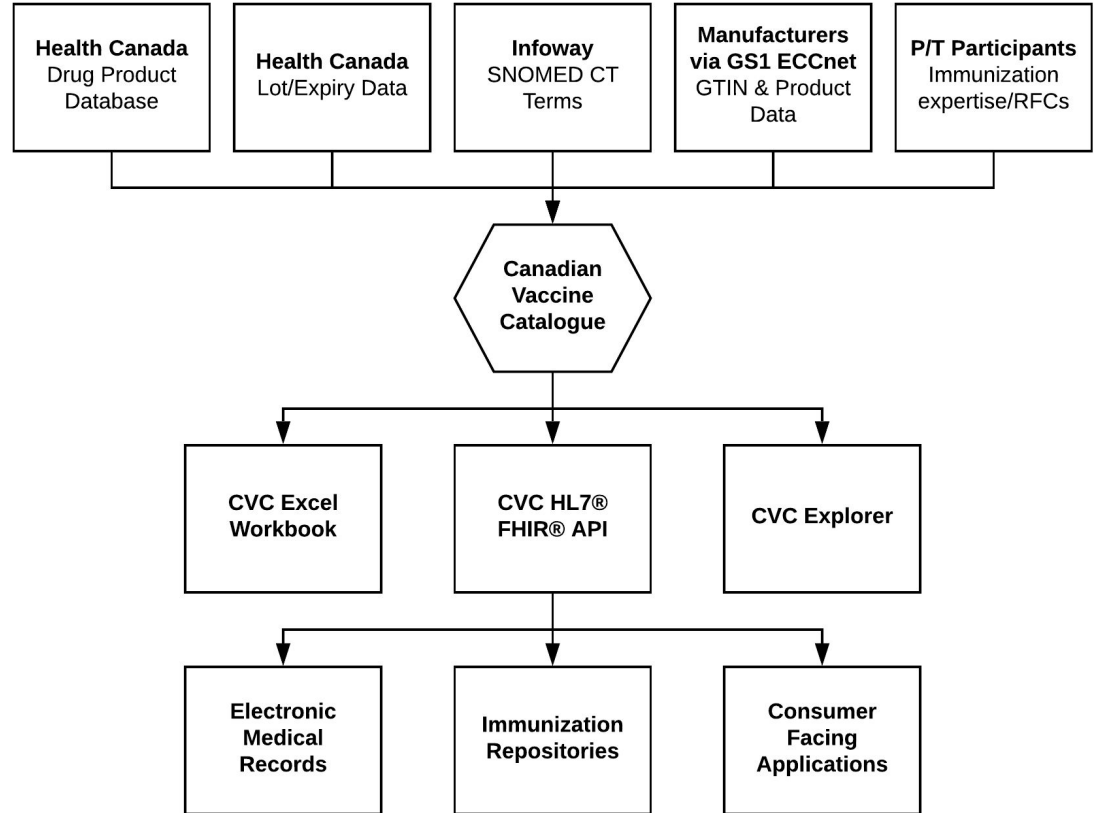 Health Canada
Drug Product
Database
Health Canada
Lot/Expiry Data
Infoway
SNOMED CT
Terms
Manufacturers
via GS1 ECCnet
GTIN & Product
Data
P/T Participants
Immunization
expertise/RFCs
Canadian
Vaccine
Catalogue
CVC Excel
Workbook
CVC HL7®
FHIR® API
CVC Explorer
Electronic
Medical
Records
Immunization
Repositories
Consumer
Facing
Applications